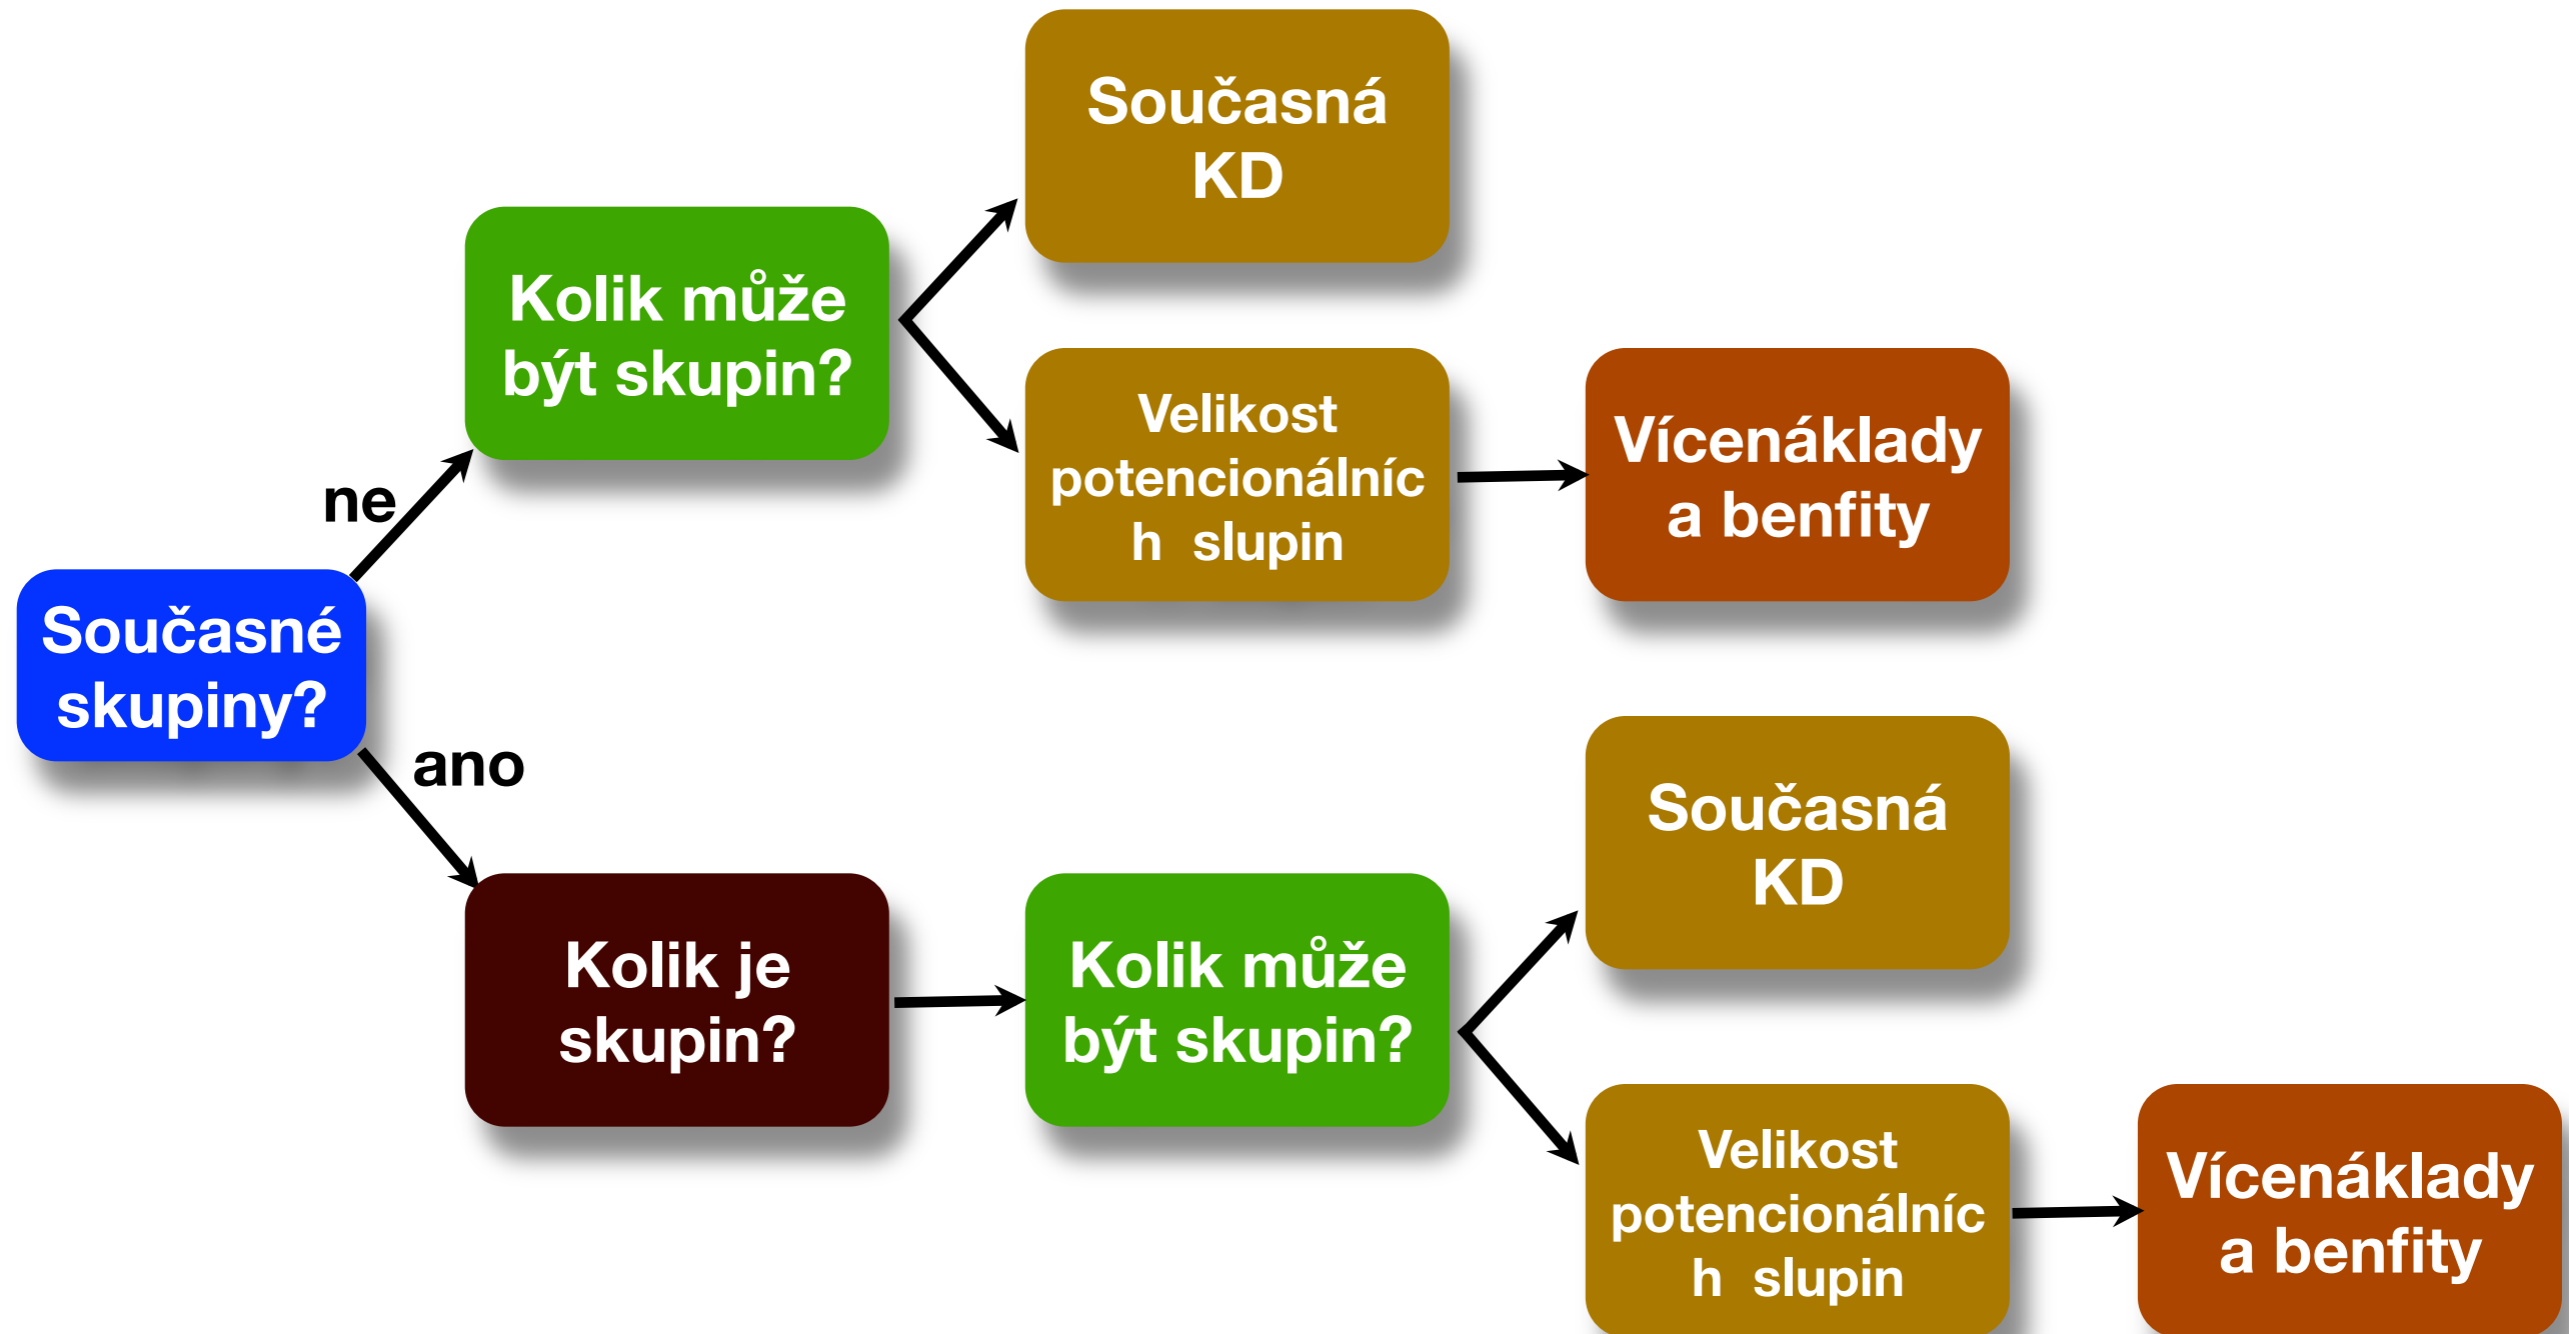 Současná
KD
Kolik může
být skupin?
Velikost
potencionálníc
h slupin
Vícenáklady
a benfity
ne
Současné
skupiny?
ano
Současná
KD
Kolik je
skupin?
Kolik může
být skupin?
Velikost
potencionálníc
h slupin
Vícenáklady
a benfity